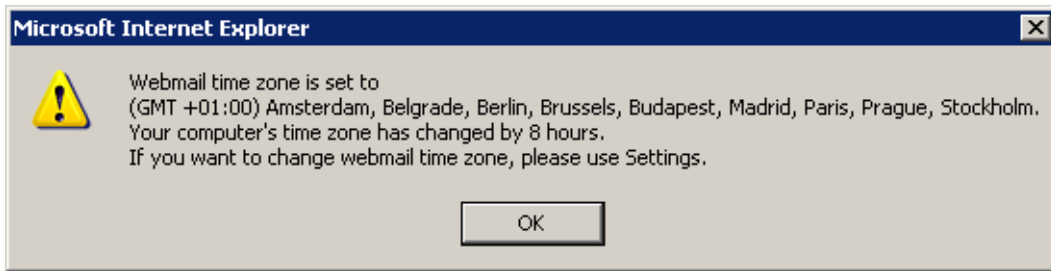 Microsoft Internet Explorer
Webmail time zone is set to
(GMT +01:00) Amsterdam, Belgrade, Berlin, Brussels, Budapest, Madrid, Paris, Prague, Stockholm.
Your computer's time zone has changed by 8 hours.
If you want to change webmail time zone, please use Settings.
OK